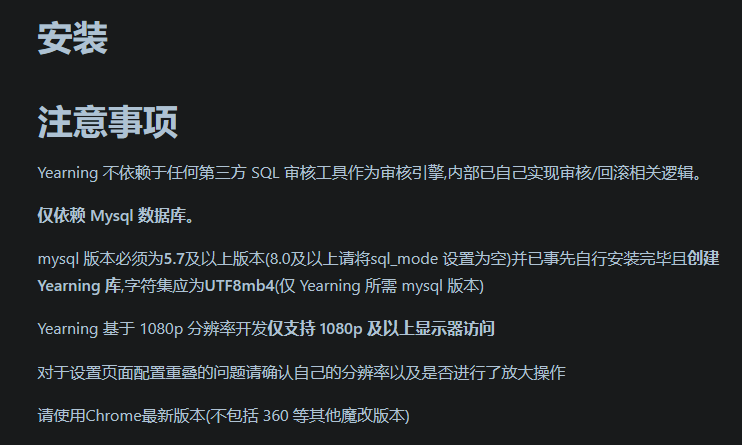 安装
注意事项
Yearning 不依赖于任何第三方 SQL 审核工具作为审核引擎,内部已自己实现审核/回滚相关逻辑。
仅依赖 Mysql 数据库。
mysql 版本必须为5.7及以上版本(8.0及以上请将sql_mode 设置为空)并已事先自行安装完毕且创建
Yearning 库,字符集应为UTF8mb4(仅 Yearning 所需 mysql 版本)
Yearning 基于 1080p 分辨率开发仅支持 1080p 及以上显示器访问
对于设置页面配置重叠的问题请确认自己的分辨率以及是否进行了放大操作
请使用Chrome最新版本(不包括 360 等其他魔改版本)